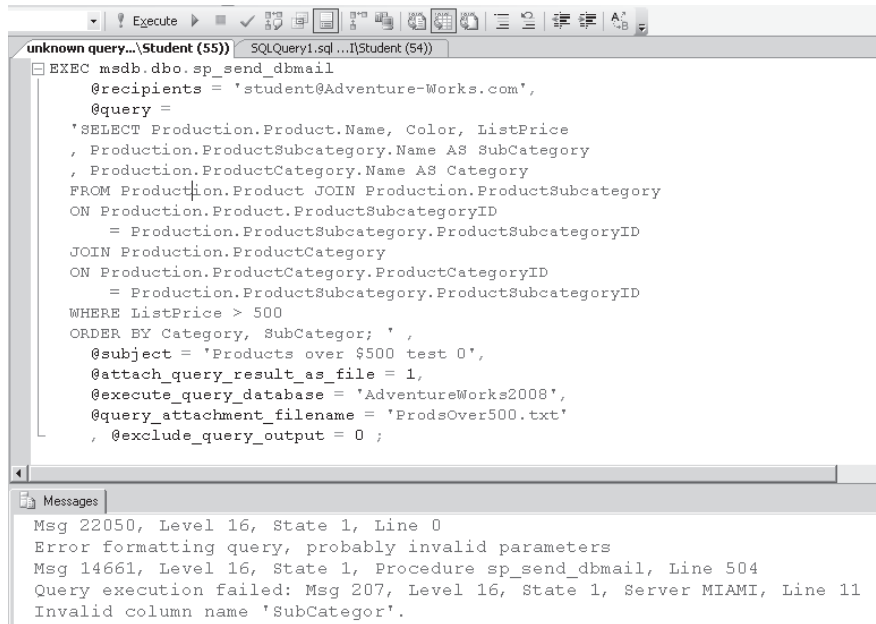 Execute
unknown query...\Student (55)) SQLQuery1.sql ...I\Student (54))
EXEC msdb.dbo.sp_send_dbmail
@recipients = 'student@Adventure-Works.com',
@query =
'SELECT Production.Product.Name, Color, ListPrice
, Production.ProductSubcategory.Name AS SubCategory
, Production.ProductCategory.Name AS Category
FROM Production.Product JOIN Production.ProductSubcategory
ON Production.Product.ProductSubcategoryID
= Production.ProductSubcategory.ProductSubcategoryID
JOIN Production.ProductCategory
ON Production.ProductCategory.ProductCategoryID
= Production.ProductSubcategory.ProductSubcategoryID
WHERE ListPrice > 500
ORDER BY Category, SubCategor; ' ,
@subject = 'Products over $500 test 0',
@attach_query_result_as_file = 1,
@execute_query_database = 'AdventureWorks2008',
@query_attachment_filename = 'ProdsOver500.txt'
, @exclude_query_output = 0 ;
Messages
Msg 22050, Level 16, State 1, Line 0
Error formatting query, probably invalid parameters
Msg 14661, Level 16, State 1, Procedure sp_send_dbmail, Line 504
Query execution failed: Msg 207, Level 16, State 1, Server MIAMI, Line 11
Invalid column name 'SubCategor'.